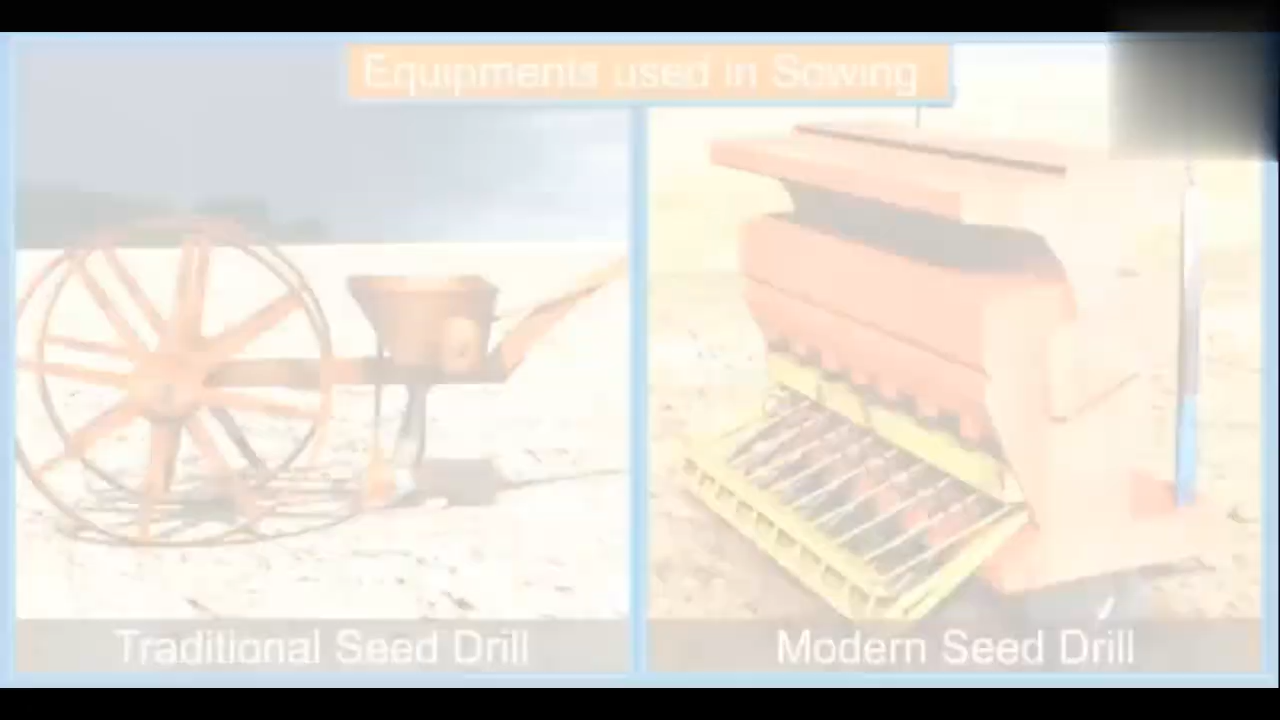 Equipments used in Sowing
Traditional Seed Drill
Modern Seed Drill